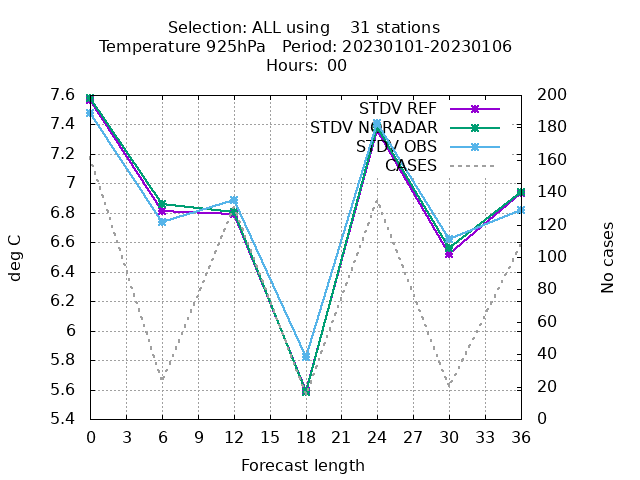 Selection: ALL using    31 stations
Temperature 925hPa   Period: 20230101-20230106
Hours:  00
STDV REF
STDV NORADAR
STDV OBS
CASES
deg C
7.6
7.4
7.2
7
6.8
6.6
6.4
6.2
6
5.8
5.6
5.4
200
180
160
140
120
100
80
60
40
20
0
No cases
0 3 6 9 12 15 18 21 24 27 30 33 36
Forecast length